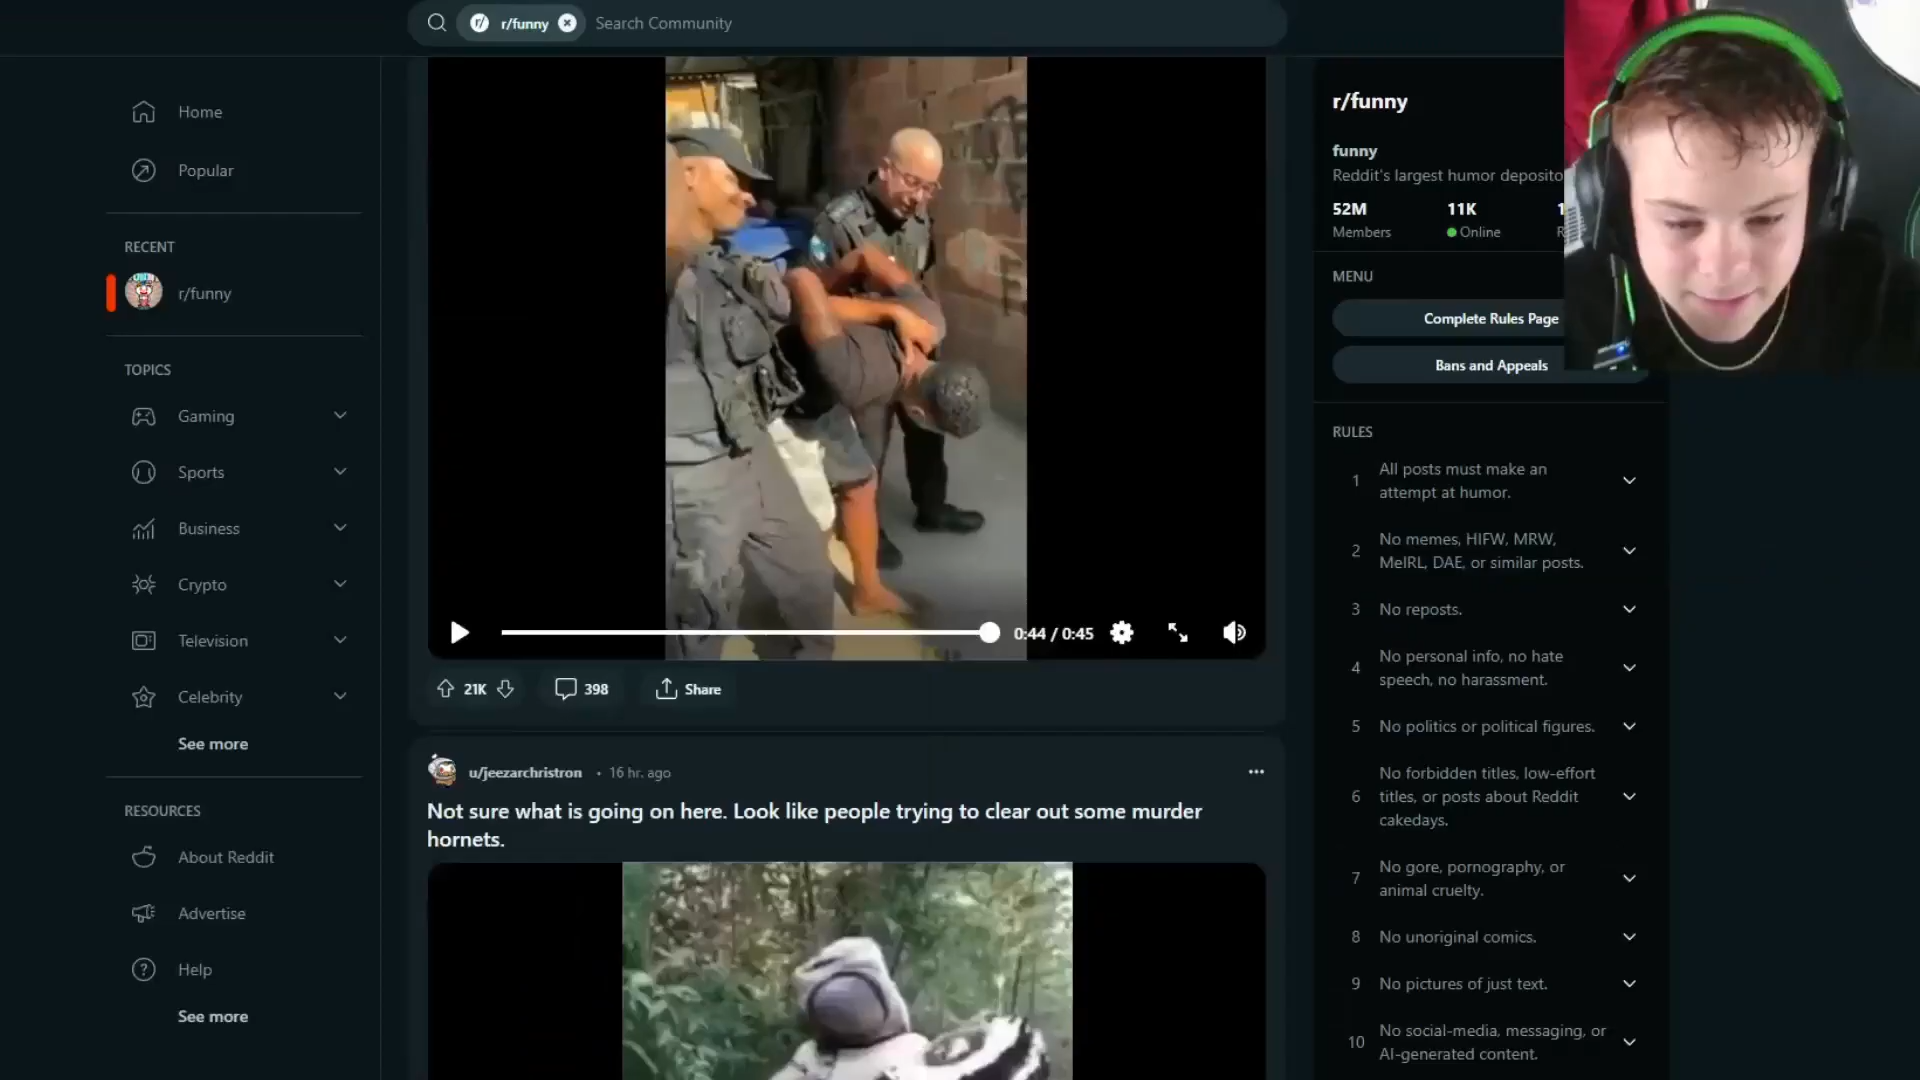 r/funny
Search Community
Home
Popular
RECENT
r/funny
TOPICS
Gaming
Sports
Business
Crypto
Television
Celebrity
See more
RESOURCES
About Reddit
Advertise
Help
See more
0:44 / 0:45
21K
398
Share
u/jeezarchristron • 16 hr. ago
Not sure what is going on here. Look like people trying to clear out some murder
hornets.
r/funny
funny
Reddit's largest humor deposito
52M
11K
Members
Online
MENU
Complete Rules Page
Bans and Appeals
RULES
1
All posts must make an
attempt at humor.
2
No memes, HIFW, MRW,
MeIRL, DAE, or similar posts.
3
No reposts.
4
No personal info, no hate
speech, no harassment.
5
No politics or political figures.
6
No forbidden titles, low-effort
titles, or posts about Reddit
cakedays.
7
No gore, pornography, or
animal cruelty.
8
No unoriginal comics.
9
No pictures of just text.
10
No social-media, messaging, or
AI-generated content.